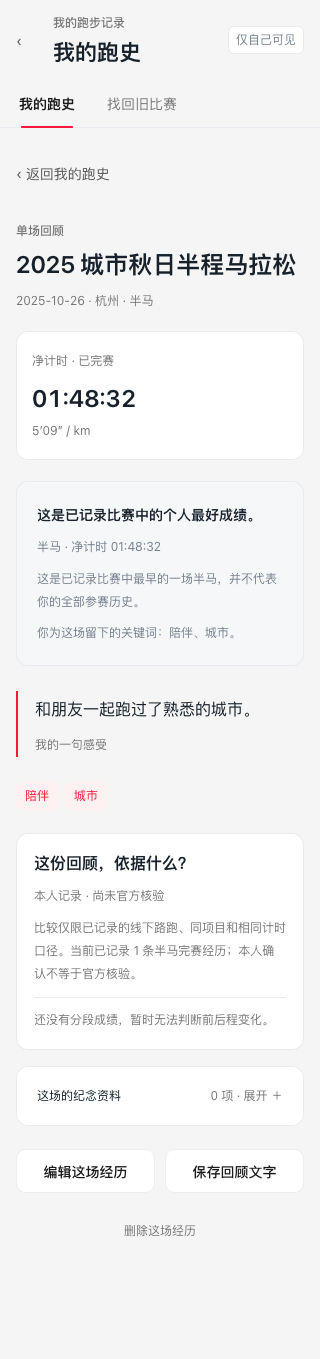 我的跑步记录
‹
我的跑史
仅自己可见
我的跑史
找回旧比赛
‹ 返回我的跑史
单场回顾
2025 城市秋日半程马拉松
2025-10-26 · 杭州 · 半马
净计时 · 已完赛
01:48:32
5′09″ / km
这是已记录比赛中的个人最好成绩。
半马 · 净计时 01:48:32
这是已记录比赛中最早的一场半马，并不代表
你的全部参赛历史。
你为这场留下的关键词：陪伴、城市。
和朋友一起跑过了熟悉的城市。
我的一句感受
陪伴
城市
这份回顾，依据什么？
本人记录 · 尚未官方核验
比较仅限已记录的线下路跑、同项目和相同计时
口径。当前已记录 1 条半马完赛经历；本人确
认不等于官方核验。
还没有分段成绩，暂时无法判断前后程变化。
这场的纪念资料
0 项 · 展开 ＋
编辑这场经历
保存回顾文字
删除这场经历